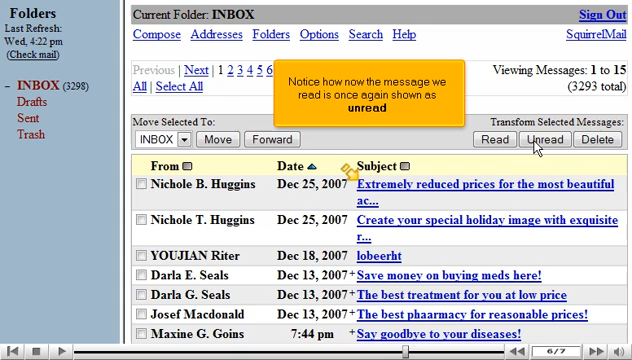 Folders
Last Refresh:
Wed, 4:22 pm
(Check mail)
– INBOX (3298)
Drafts
Sent
Trash
Current Folder: INBOX
Sign Out
Compose Addresses Folders Options Search Help
SquirrelMail
Previous | Next | 1 2 3 4 5 6
All | Select All
Viewing Messages: 1 to 15
(3293 total)
Notice how now the message we
read is once again shown as
unread
Move Selected To:
Transform Selected Messages:
INBOX Move Forward
Read Unread Delete
From Date Subject
Nichole B. Huggins Dec 25, 2007 Extremely reduced prices for the most beautiful
ac...
Nichole T. Huggins Dec 25, 2007 Create your special holiday image with exquisite
r...
YOUJIAN Riter Dec 18, 2007 lobeerht
Darla E. Seals Dec 13, 2007 + Save money on buying meds here!
Darla G. Seals Dec 13, 2007 + The best treatment for you at low price
Josef Macdonald Dec 13, 2007 + The best pharmacy for reasonable prices!
Maxine G. Goins 7:44 pm + Say goodbye to your diseases!
6/7